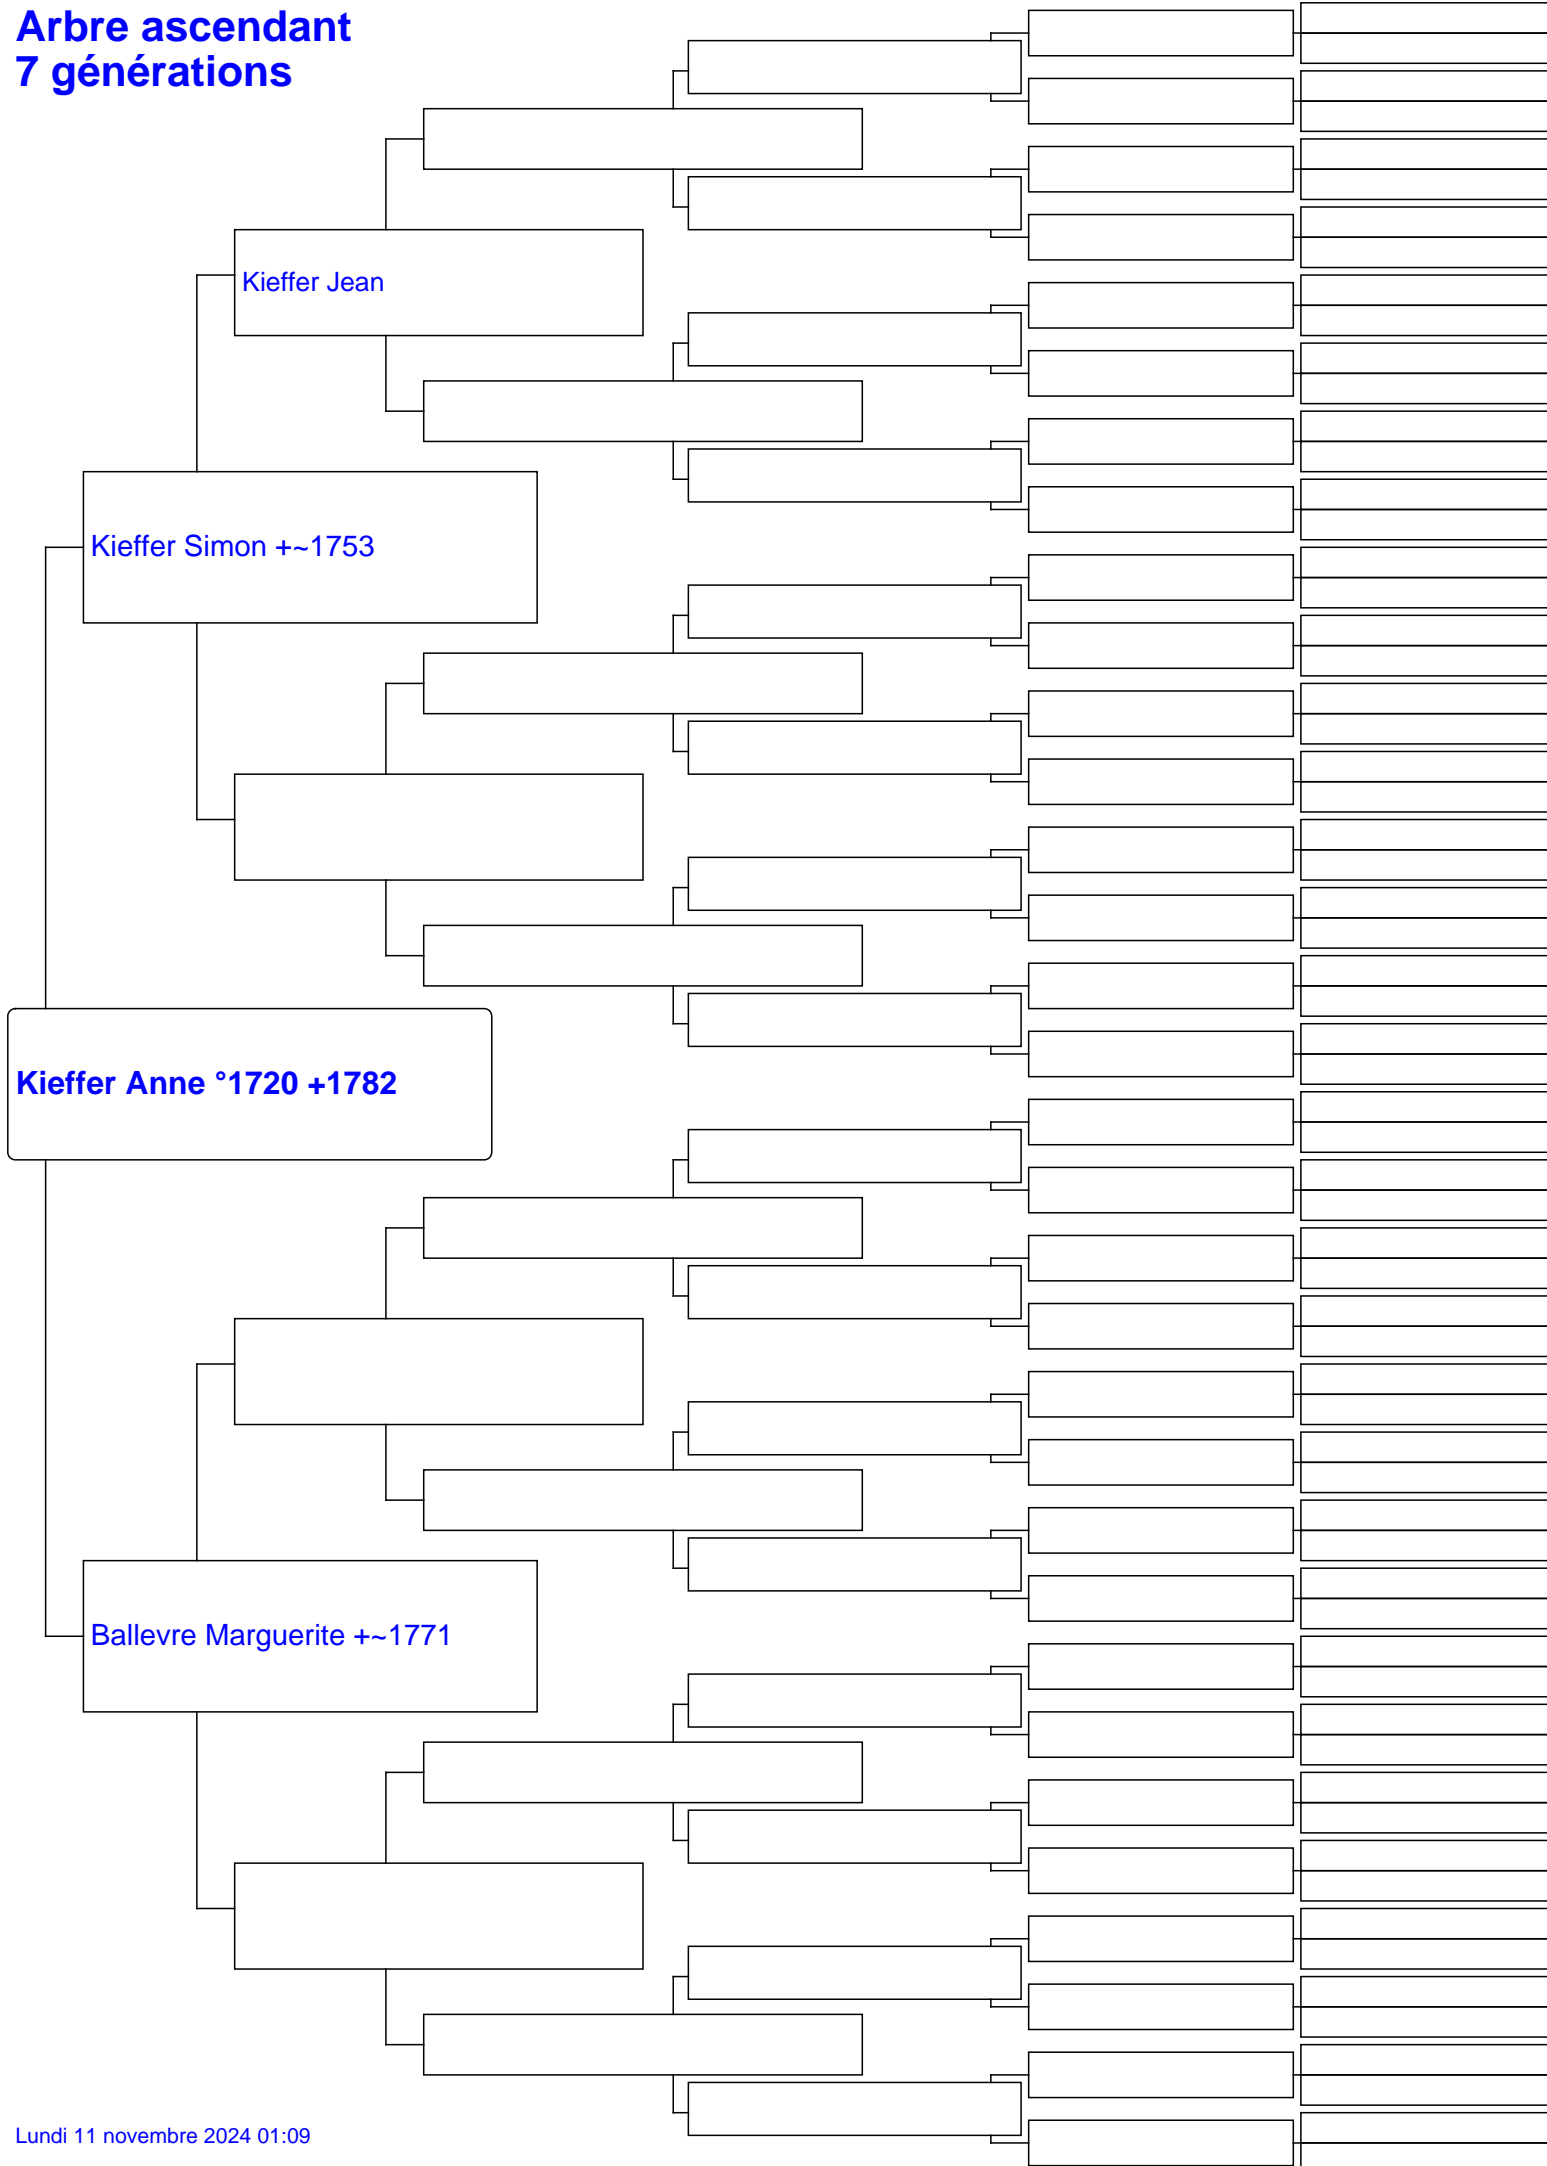 Arbre ascendant
7 générations
Kieffer Jean
Kieffer Simon +~1753
Kieffer Anne °1720 +1782
Ballevre Marguerite +~1771
Lundi 11 novembre 2024 01:09